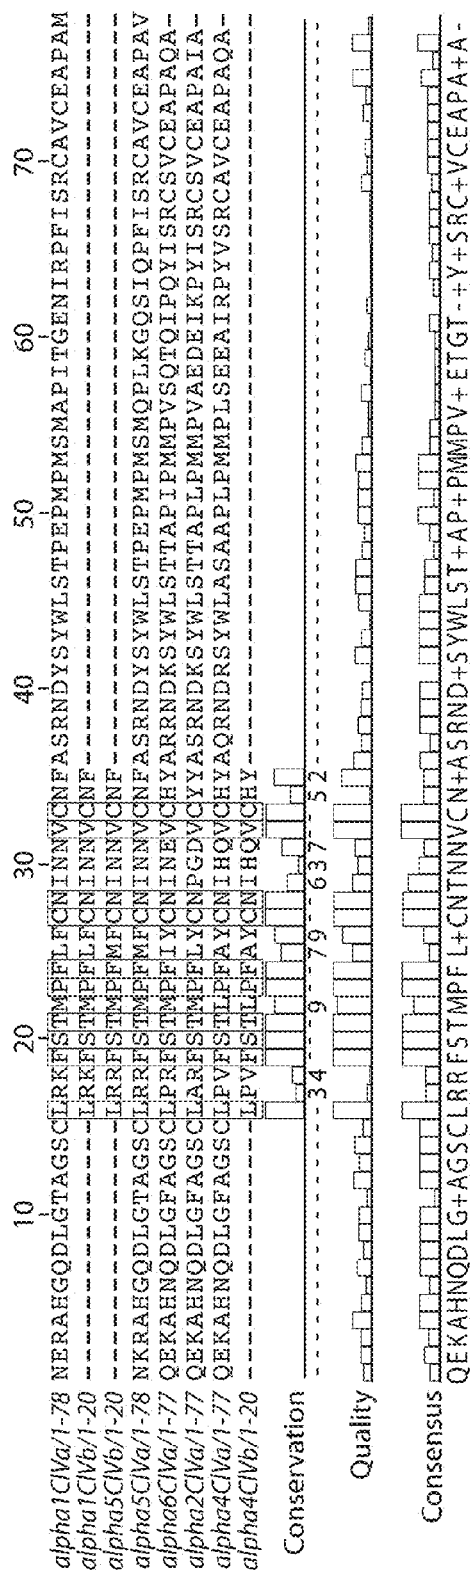 10 20 30 40 50 60 70
alpha1CIVa/1-78 NERAHGQDLGTAGSCLRKFSTMPFLFCNINNVCNFASRNDYSYWLSTPEPMPMSMAPITGENIRPFISRCAVCEAPAM
alpha1CIVb/1-20 ---------------LRKFSTMPFLFCNINNVCNF-------------------------------------------
alpha5CIVb/1-20 ---------------LRRFSTMPFMFCNINNVCNF-------------------------------------------
alpha5CIVa/1-78 NKRAHGQDLGTAGSCLRRFSTMPFMFCNINNVCNFASRNDYSYWLSTPEPMPMSMQPLKGQSIQPFISRCAVCEAPAV
alpha6CIVa/1-77 QEKAHNQDLGFAGSCLPRFSTMPFIYCNINEVCHYARRNDKSYWLSTTAPIPMMPVSQTQIPQYISRCSVCEAPAQA-
alpha2CIVa/1-77 QEKAHNQDLGFAGSCLARFSTMPFLYCNPGDVCYYASRNDKSYWLSTTAPLPMMPVAEDEIKPYISRCSVCEAPAIA-
alpha4CIVa/1-77 QEKAHNQDLGFAGSCLPVFSTLPFAYCNIHQVCHYAQRNDRSYWLASAAPLPMMPLSEEAIRPYVSRCAVCEAPAQA-
alpha4CIVb/1-20 ---------------LPVFSTLPFAYCNIHQVCHY-------------------------------------------
Conservation
----------------34---9---79--637--52-------------------------------------------
Quality
Consensus
QEKAHNQDLG+AGSCLRRFSTMPFL+CNTNNVCN+ASRND+SYWLST+AP+PMMPV+ETGT-+Y+SRC+VCEAPA+A-